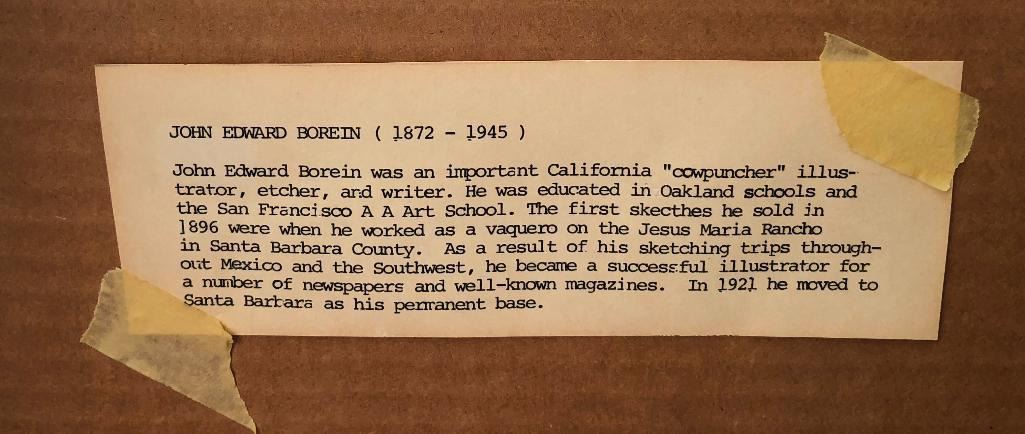 JOHN EDWARD BOREIN ( 1872 - 1945 )
John Edward Borein was an important California "cowpuncher" illus-
trator, etcher, and writer. He was educated in Oakland schools and
the San Francisco A A Art School. The first skecthes he sold in
1896 were when he worked as a vaquero on the Jesus Maria Rancho
in Santa Barbara County. As a result of his sketching trips through-
out Mexico and the Southwest, he became a successful illustrator for
a number of newspapers and well-known magazines. In 1921 he moved to
Santa Barbara as his permanent base.